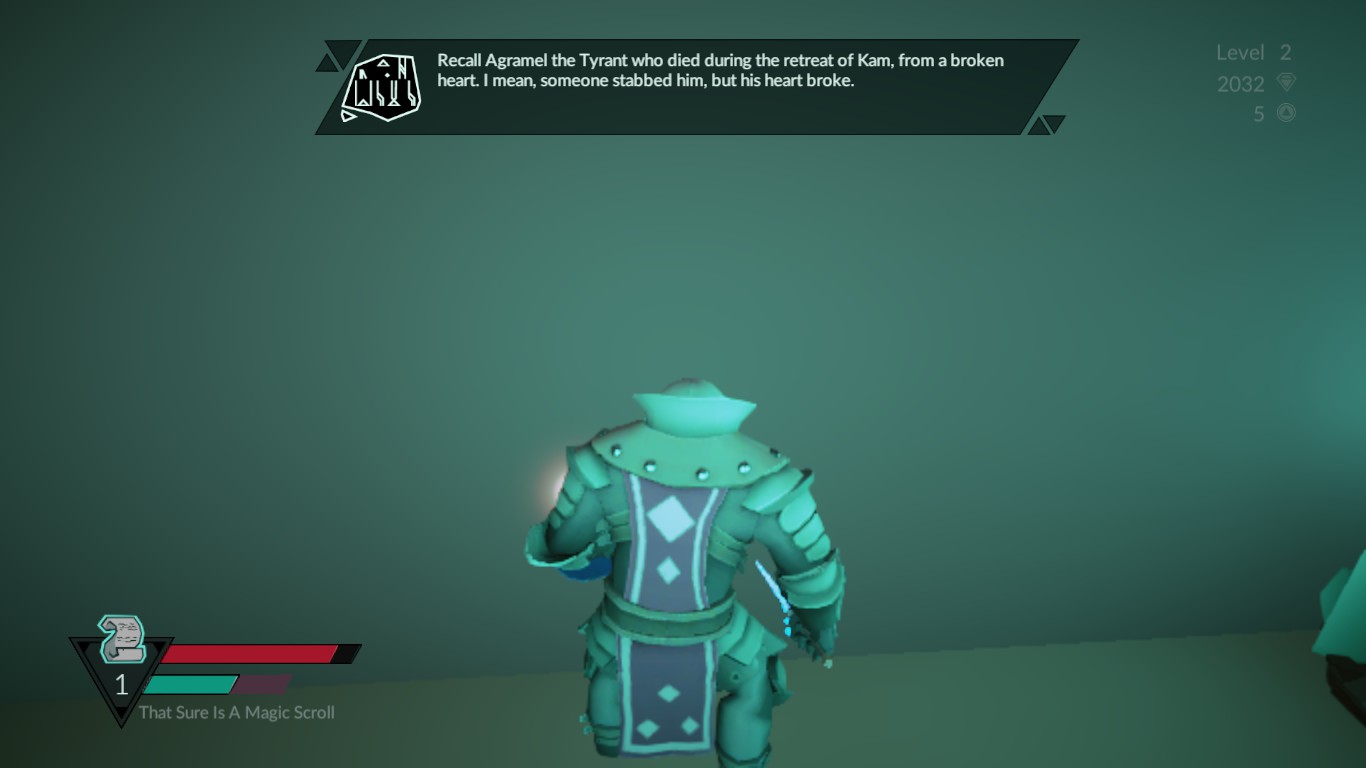 Recall Agramel the Tyrant who died during the retreat of Kam, from a broken
heart. I mean, someone stabbed him, but his heart broke.
Level 2
2032
5
1
That Sure Is A Magic Scroll